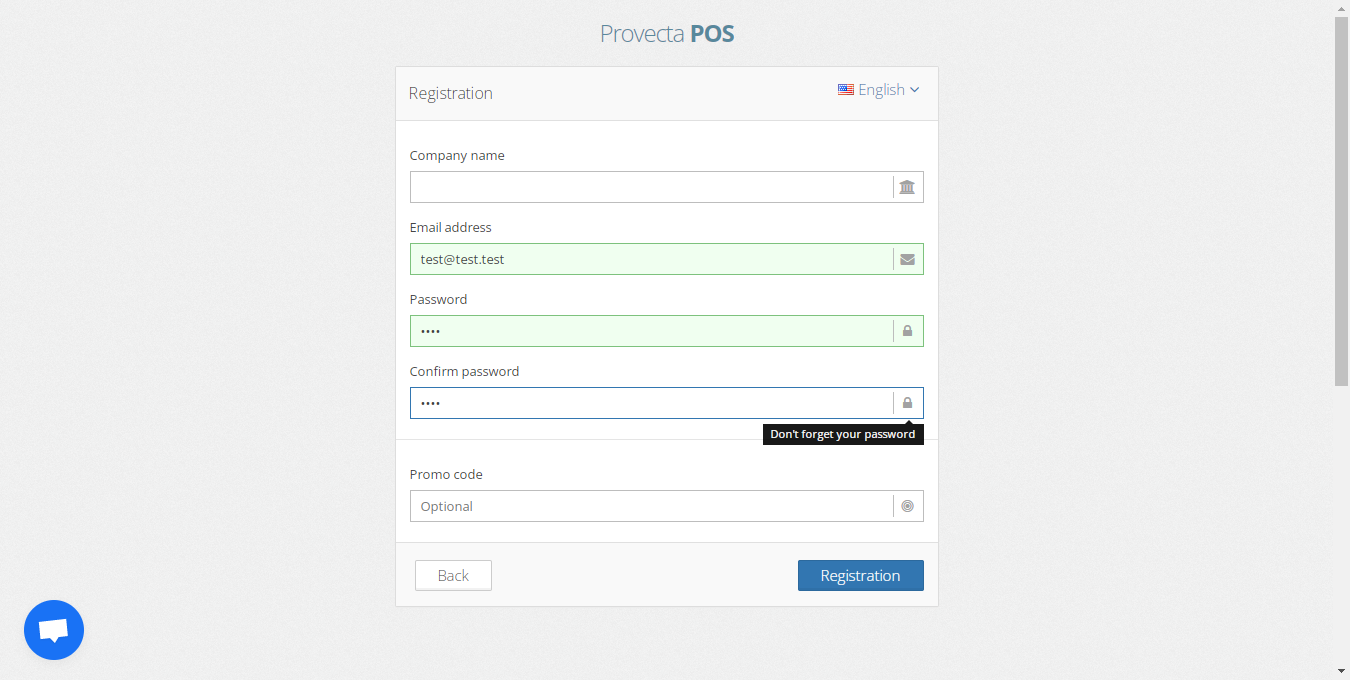 Provecta POS
Registration
English
Company name
Email address
test@test.test
Password
••••
Confirm password
••••
Don't forget your password
Promo code
Optional
Back
Registration